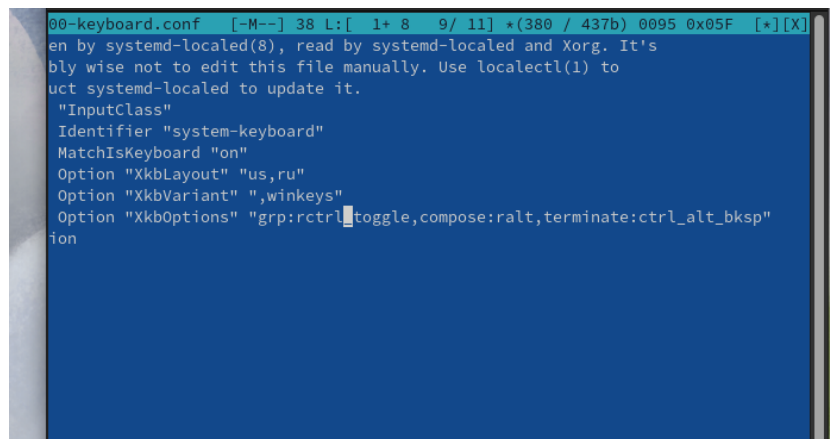 00-keyboard.conf [-M--] 38 L:[ 1+ 8 9/ 11] *(380 / 437b) 0095 0x05F [*][X]
en by systemd-localed(8), read by systemd-localed and Xorg. It's
bly wise not to edit this file manually. Use localectl(1) to
uct systemd-localed to update it.
"InputClass"
Identifier "system-keyboard"
MatchIsKeyboard "on"
Option "XkbLayout" "us,ru"
Option "XkbVariant" ",winkeys"
Option "XkbOptions" "grp:rctrl_toggle,compose:ralt,terminate:ctrl_alt_bksp"
ion